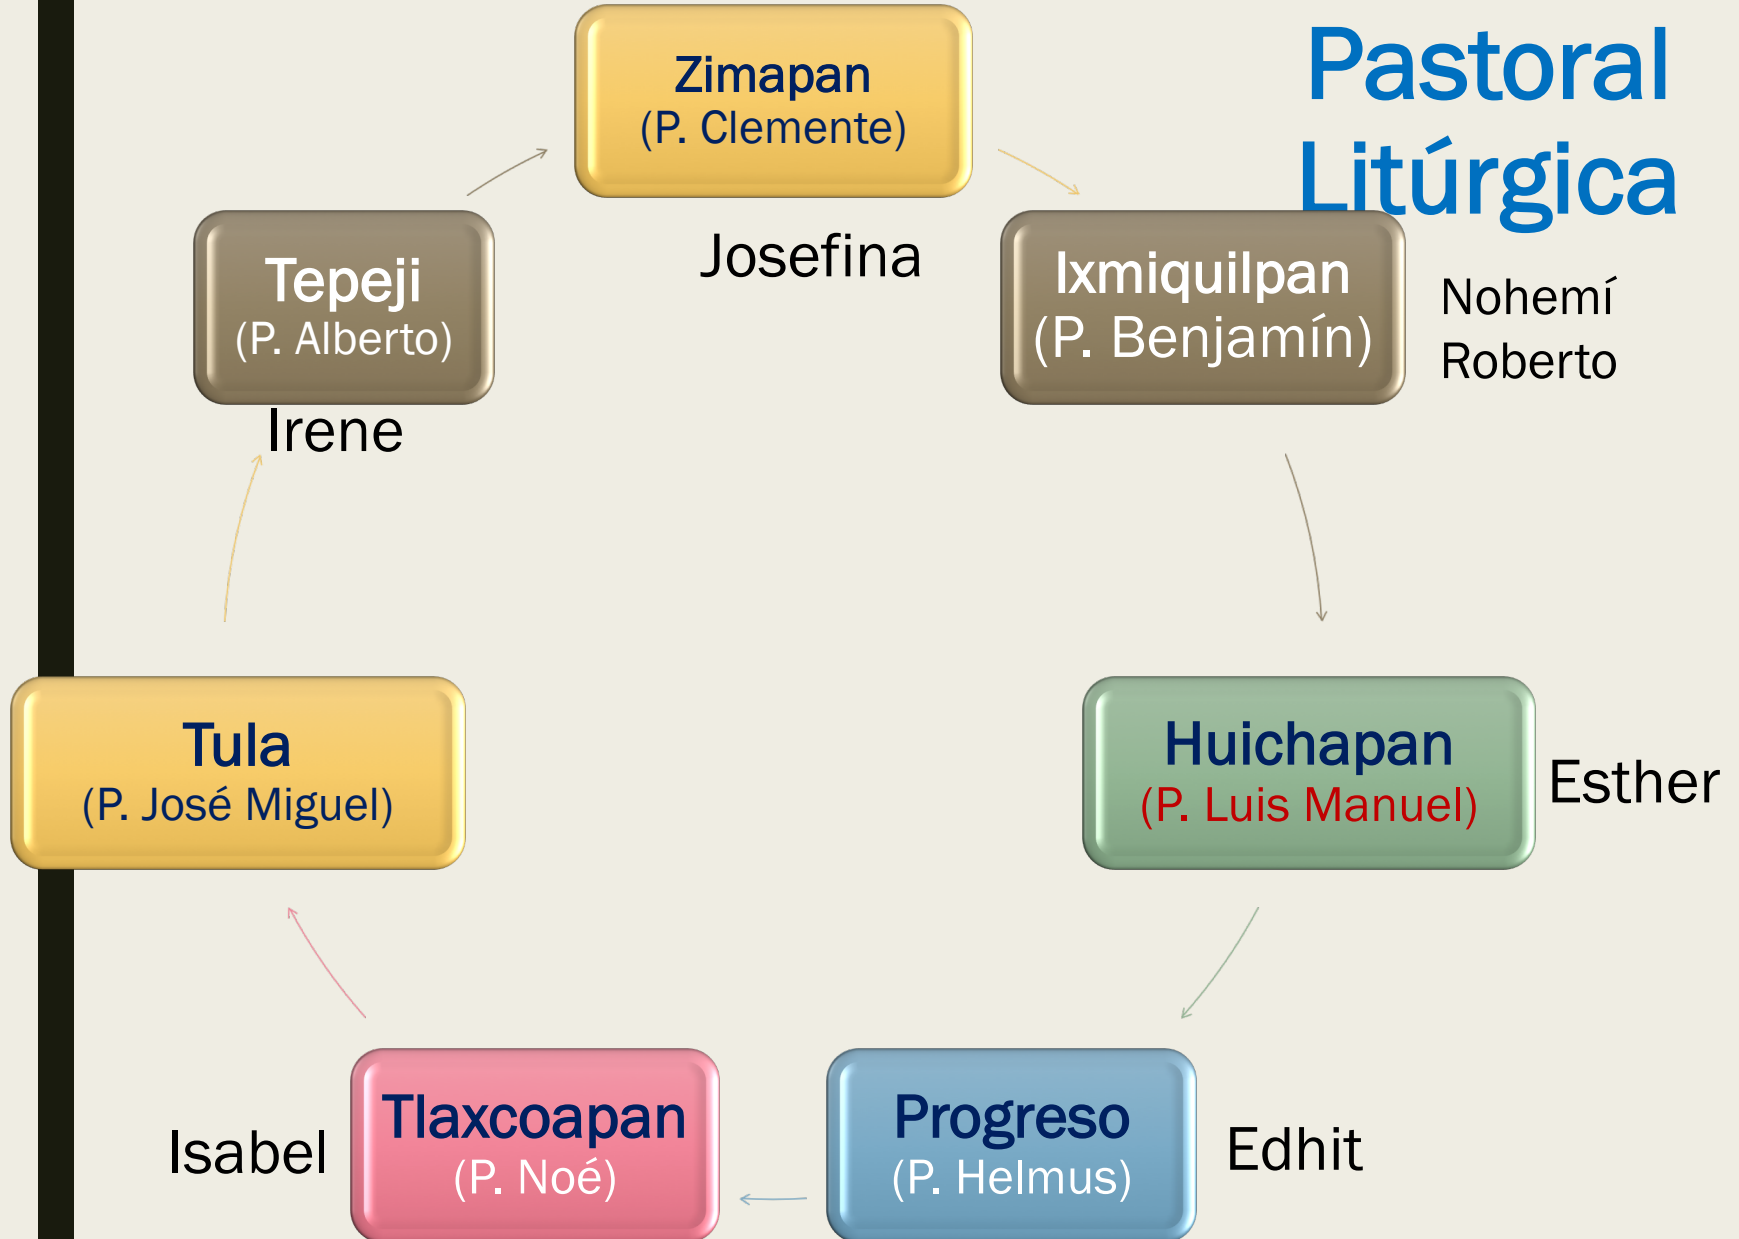 Pastoral
Litúrgica
Zimapan
(P. Clemente)
Josefina
Ixmiquilpan
(P. Benjamín)
Nohemí
Roberto
Huichapan
(P. Luis Manuel)
Esther
Progreso
(P. Helmus)
Edhit
Tlaxcoapan
(P. Noé)
Isabel
Tula
(P. José Miguel)
Tepeji
(P. Alberto)
Irene